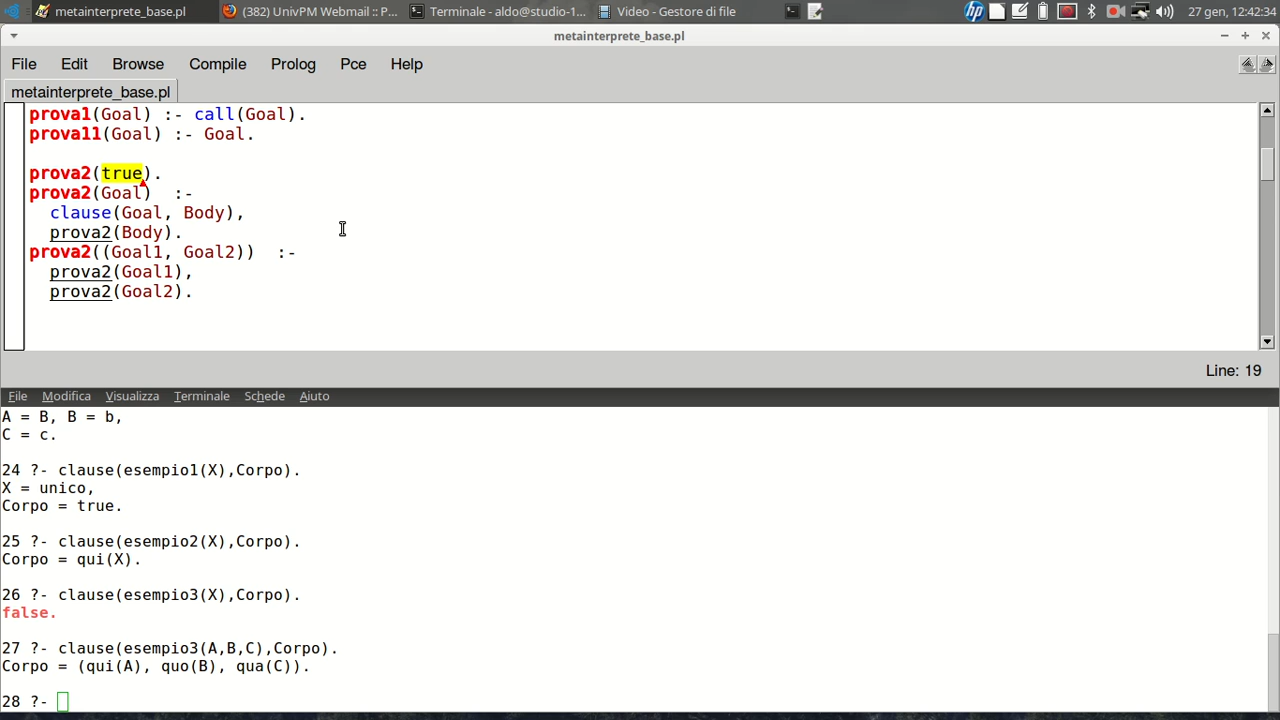 metainterprete_base.pl
(382) UnivPM Webmail :: P...
Terminale - aldo@studio-1...
Video - Gestore di file
27 gen, 12:42:34
metainterprete_base.pl
File Edit Browse Compile Prolog Pce Help
metainterprete_base.pl
prova1(Goal) :- call(Goal).
prova11(Goal) :- Goal.
prova2(true).
prova2(Goal) :-
clause(Goal, Body),
prova2(Body).
prova2((Goal1, Goal2)) :-
prova2(Goal1),
prova2(Goal2).
Line: 19
File Modifica Visualizza Terminale Schede Aiuto
A = B, B = b,
C = c.
24 ?- clause(esempio1(X),Corpo).
X = unico,
Corpo = true.
25 ?- clause(esempio2(X),Corpo).
Corpo = qui(X).
26 ?- clause(esempio3(X),Corpo).
false.
27 ?- clause(esempio3(A,B,C),Corpo).
Corpo = (qui(A), quo(B), qua(C)).
28 ?-